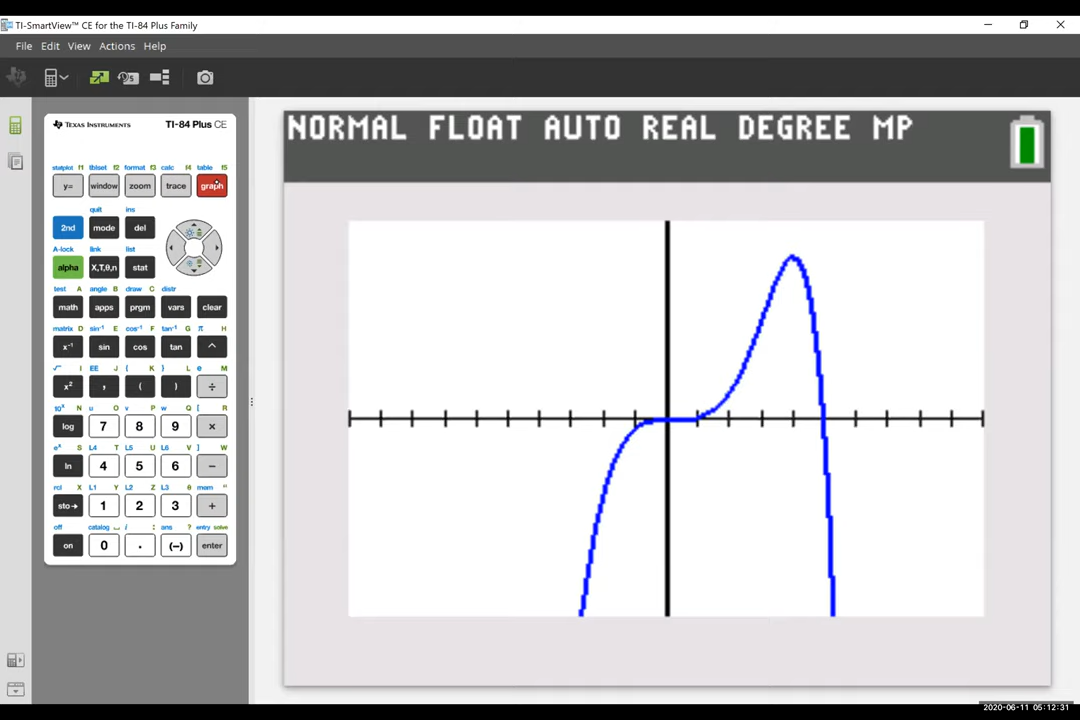 TI-SmartView™ CE for the TI-84 Plus Family
File Edit View Actions Help
TEXAS INSTRUMENTS TI-84 Plus CE
statplot f1 tblset f2 format f3 calc f4 table f5
y= window zoom trace graph
quit ins
2nd mode del
A-lock link list
alpha X,T,θ,n stat
test A angle B draw C distr
math apps prgm vars clear
matrix D sin⁻¹ E cos⁻¹ F tan⁻¹ G π H
x⁻¹ sin cos tan ^
√ I EE J { K } L e M
x² , ( ) ÷
10ˣ N u O v P w Q [ R
log 7 8 9 ×
eˣ S L4 T L5 U L6 V ] W
ln 4 5 6 −
rcl X L1 Y L2 Z L3 θ mem "
sto→ 1 2 3 +
off catalog ⎵ i : ans ? entry solve
on 0 . (−) enter
NORMAL FLOAT AUTO REAL DEGREE MP
2020-06-11 05:12:31